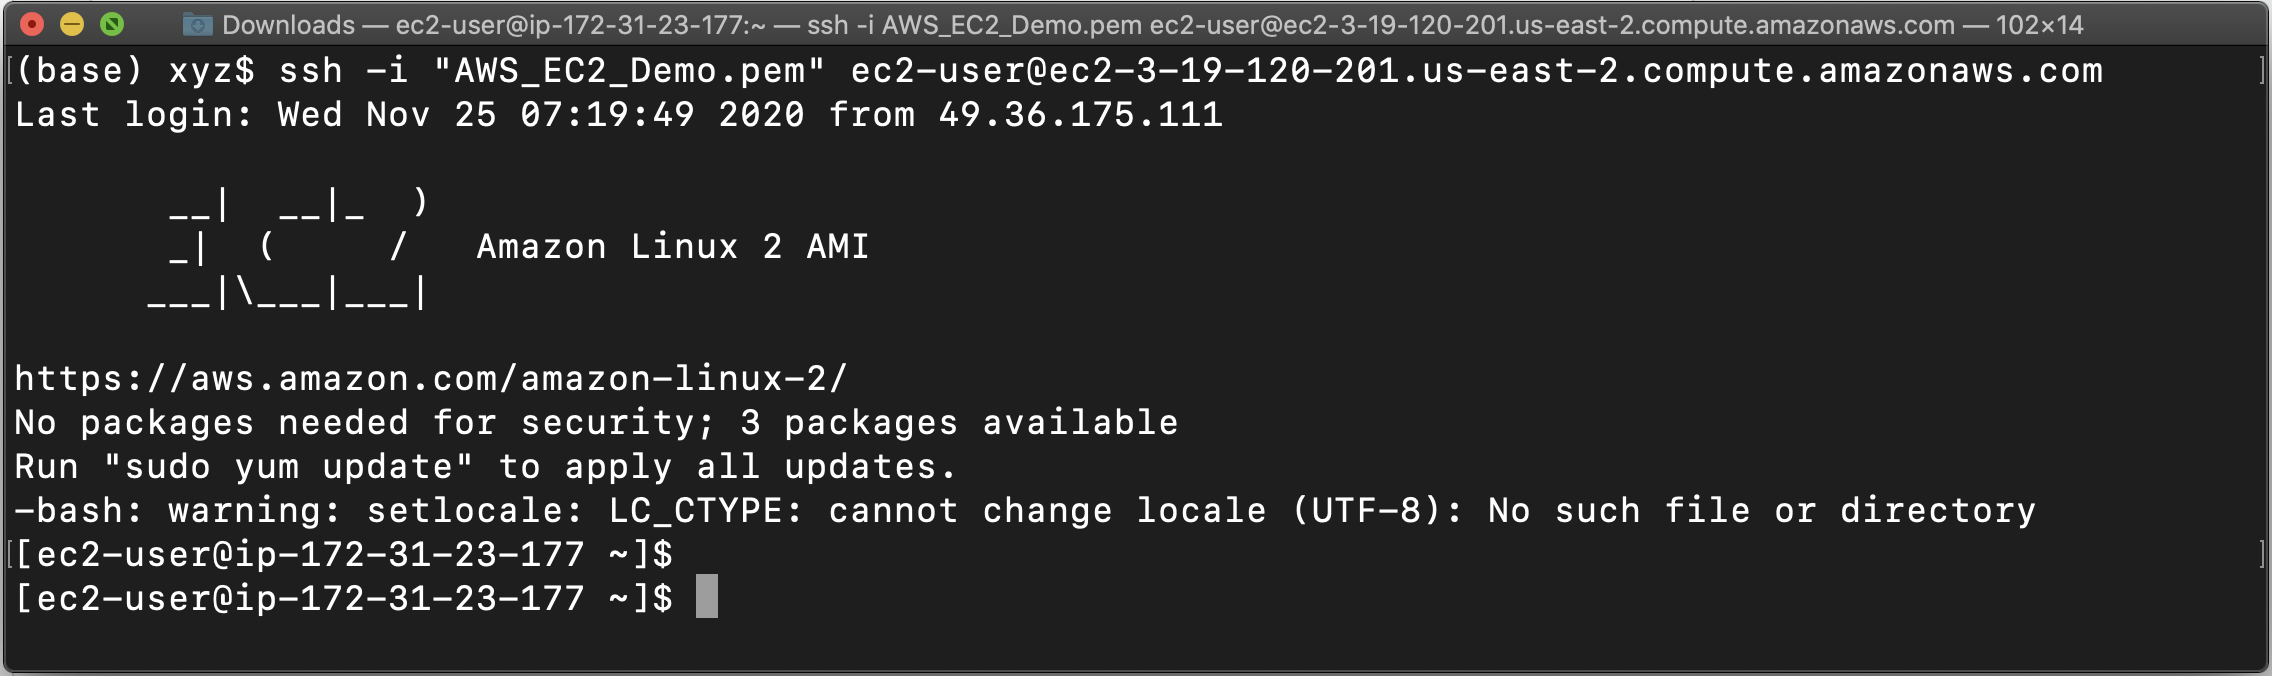 Downloads — ec2-user@ip-172-31-23-177:~ — ssh -i AWS_EC2_Demo.pem ec2-user@ec2-3-19-120-201.us-east-2.compute.amazonaws.com — 102×14
[(base) xyz$ ssh -i "AWS_EC2_Demo.pem" ec2-user@ec2-3-19-120-201.us-east-2.compute.amazonaws.com ]
Last login: Wed Nov 25 07:19:49 2020 from 49.36.175.111

       __|  __|_  )
       _|  (     /   Amazon Linux 2 AMI
      ___|\___|___|

https://aws.amazon.com/amazon-linux-2/
No packages needed for security; 3 packages available
Run "sudo yum update" to apply all updates.
-bash: warning: setlocale: LC_CTYPE: cannot change locale (UTF-8): No such file or directory
[[ec2-user@ip-172-31-23-177 ~]$ ]
[ec2-user@ip-172-31-23-177 ~]$